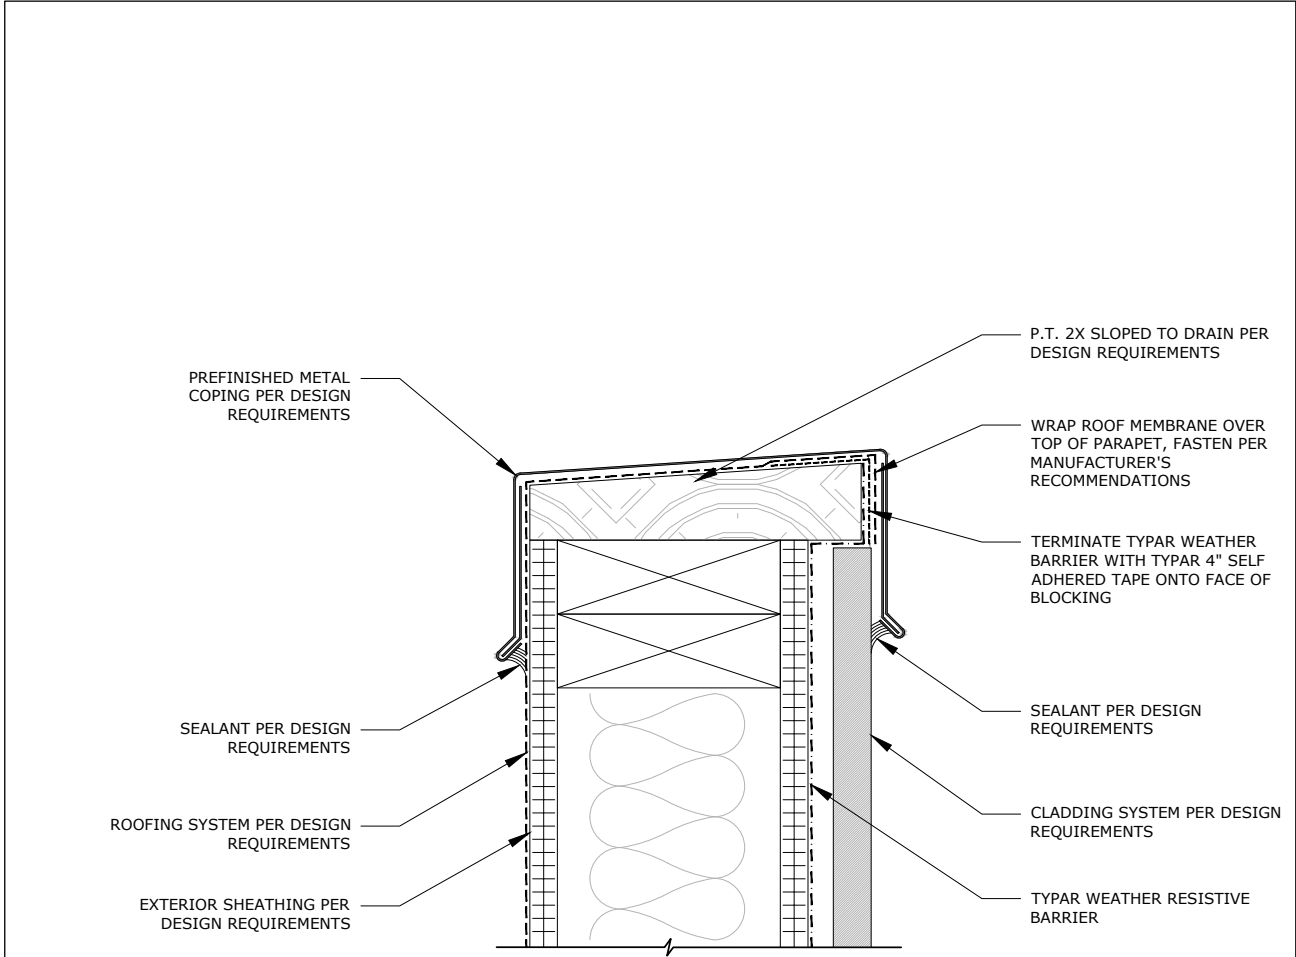 PREFINISHED METAL
COPING PER DESIGN
REQUIREMENTS
SEALANT PER DESIGN
REQUIREMENTS
ROOFING SYSTEM PER DESIGN
REQUIREMENTS
EXTERIOR SHEATHING PER
DESIGN REQUIREMENTS
P.T. 2X SLOPED TO DRAIN PER
DESIGN REQUIREMENTS
WRAP ROOF MEMBRANE OVER
TOP OF PARAPET, FASTEN PER
MANUFACTURER'S
RECOMMENDATIONS
TERMINATE TYPAR WEATHER
BARRIER WITH TYPAR 4" SELF
ADHERED TAPE ONTO FACE OF
BLOCKING
SEALANT PER DESIGN
REQUIREMENTS
CLADDING SYSTEM PER DESIGN
REQUIREMENTS
TYPAR WEATHER RESISTIVE
BARRIER